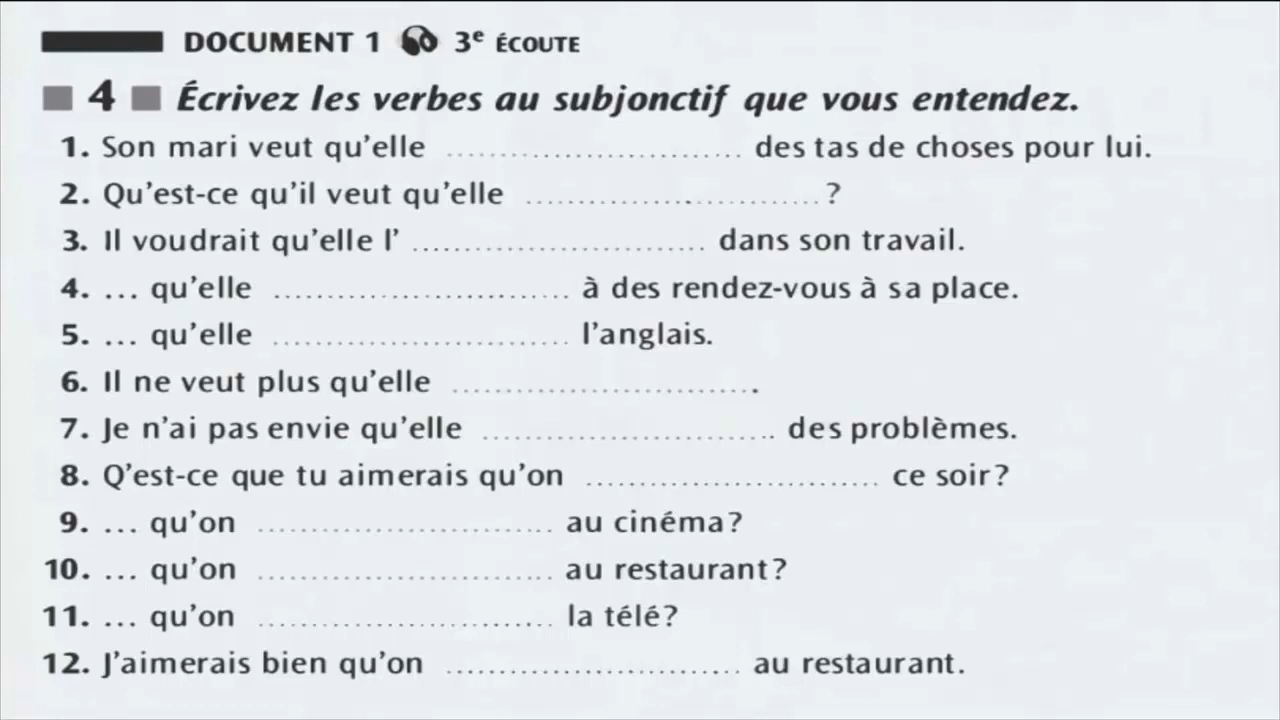 DOCUMENT 1 3e ÉCOUTE
4 Écrivez les verbes au subjonctif que vous entendez.
1. Son mari veut qu'elle ............................ des tas de choses pour lui.
2. Qu'est-ce qu'il veut qu'elle ............................ ?
3. Il voudrait qu'elle l' ............................ dans son travail.
4. ... qu'elle ............................ à des rendez-vous à sa place.
5. ... qu'elle ............................ l'anglais.
6. Il ne veut plus qu'elle ............................ .
7. Je n'ai pas envie qu'elle ............................ des problèmes.
8. Q'est-ce que tu aimerais qu'on ............................ ce soir ?
9. ... qu'on ............................ au cinéma ?
10. ... qu'on ............................ au restaurant ?
11. ... qu'on ............................ la télé ?
12. J'aimerais bien qu'on ............................ au restaurant.